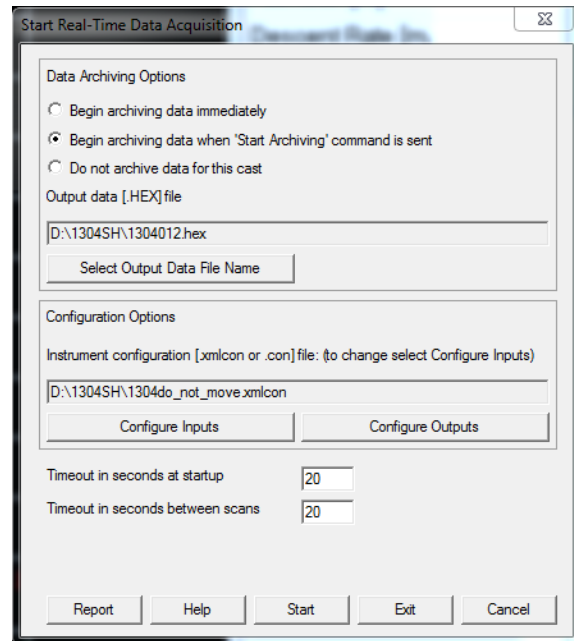 Start Real-Time Data Acquisition
Descent Rate [m,
Data Archiving Options
Begin archiving data immediately
Begin archiving data when 'Start Archiving' command is sent
Do not archive data for this cast
Output data [.HEX] file
D:\1304SH\1304012.hex
Select Output Data File Name
Configuration Options
Instrument configuration [.xmlcon or .con] file: (to change select Configure Inputs)
D:\1304SH\1304do_not_move.xmlcon
Configure Inputs Configure Outputs
Timeout in seconds at startup 20
Timeout in seconds between scans 20
Report Help Start Exit Cancel